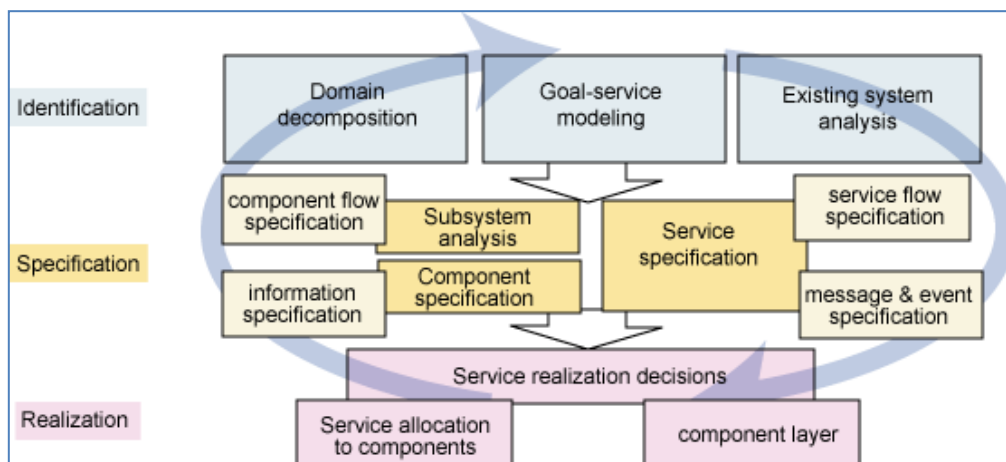 Identification
Domain
decomposition
Goal-service
modeling
Existing system
analysis
Specification
component flow
specification
Subsystem
analysis
Service
specification
service flow
specification
information
specification
Component
specification
message & event
specification
Realization
Service realization decisions
Service allocation
to components
component layer